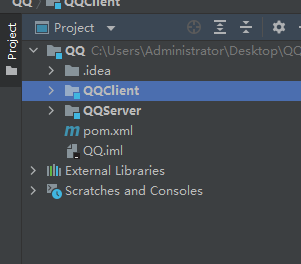 QQ QQClient
Project
Project
QQ C:\Users\Administrator\Desktop\QQ
.idea
QQClient
QQServer
pom.xml
QQ.iml
External Libraries
Scratches and Consoles